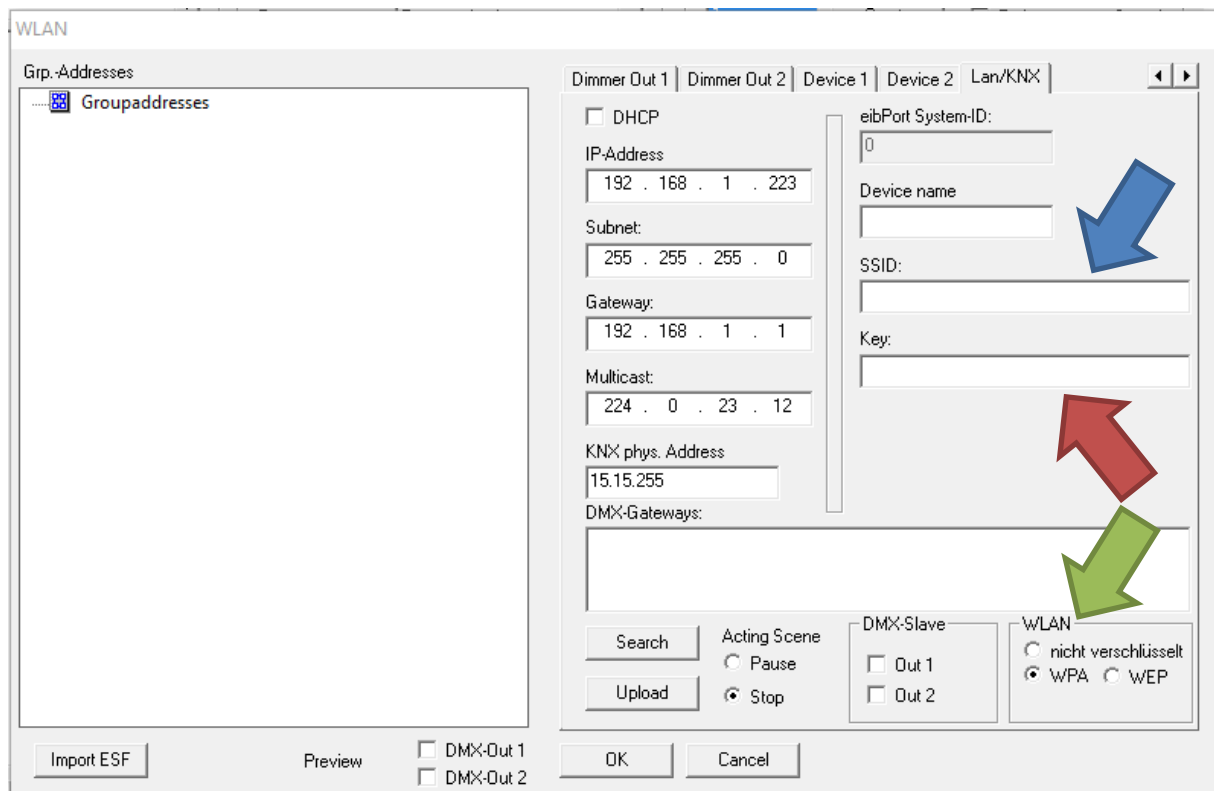 WLAN
Grp.-Addresses
Groupaddresses
Dimmer Out 1 Dimmer Out 2 Device 1 Device 2 Lan/KNX
DHCP
IP-Address
192 . 168 . 1 . 223
Subnet:
255 . 255 . 255 . 0
Gateway:
192 . 168 . 1 . 1
Multicast:
224 . 0 . 23 . 12
KNX phys. Address
15.15.255
eibPort System-ID:
0
Device name
SSID:
Key:
DMX-Gateways:
Search
Upload
Acting Scene
Pause
Stop
DMX-Slave
Out 1
Out 2
WLAN
nicht verschlüsselt
WPA WEP
Import ESF
Preview
DMX-Out 1
DMX-Out 2
OK
Cancel